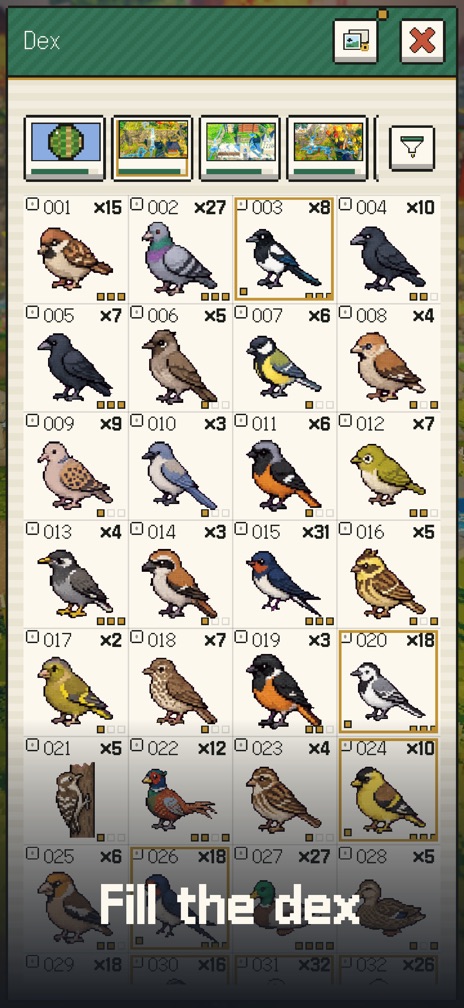 Dex
001 ×15 002 ×27 003 ×8 004 ×10
005 ×7 006 ×5 007 ×6 008 ×4
009 ×9 010 ×3 011 ×6 012 ×7
013 ×4 014 ×3 015 ×31 016 ×5
017 ×2 018 ×7 019 ×3 020 ×18
021 ×5 022 ×12 023 ×4 024 ×10
025 ×6 026 ×18 027 ×27 028 ×5
Fill the dex
029 ×18 030 ×16 031 ×32 032 ×26